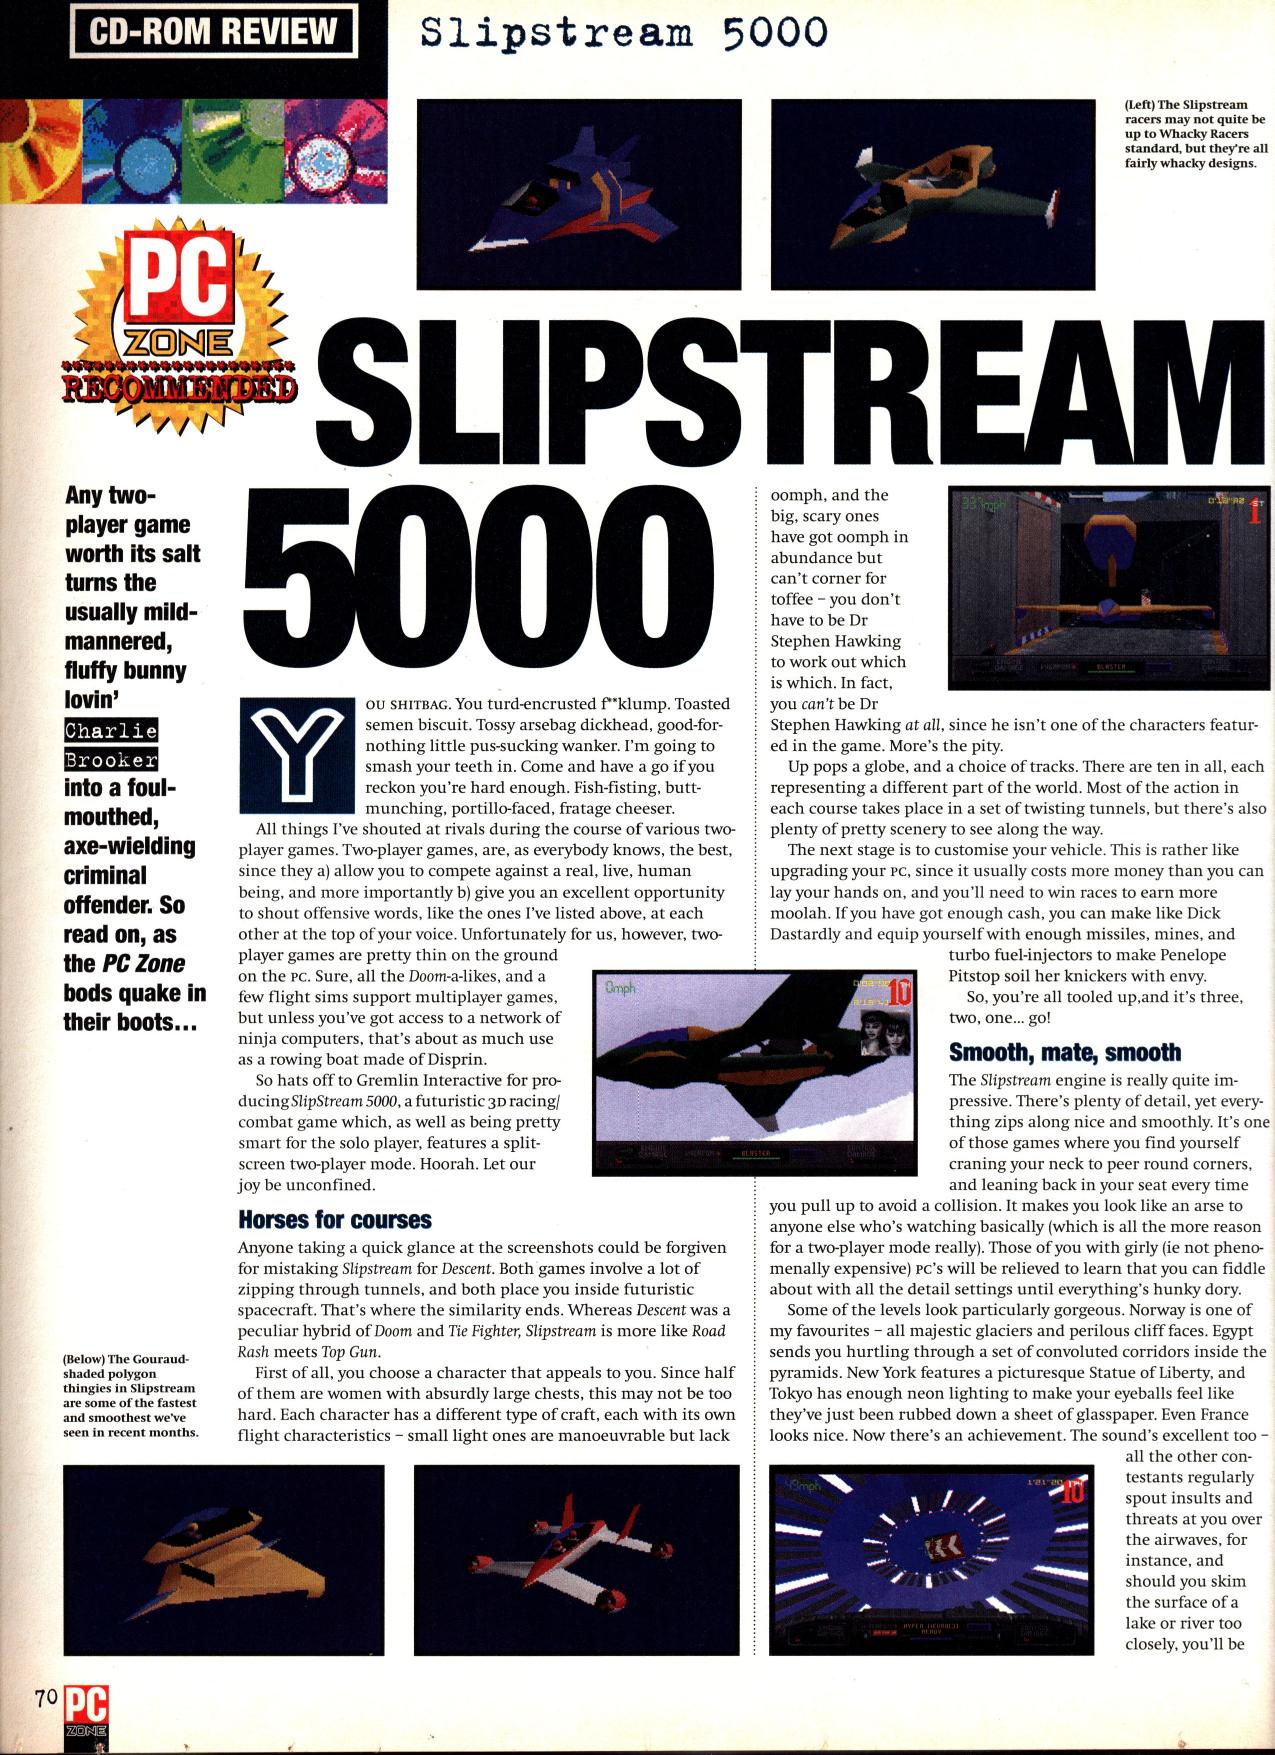 CD-ROM REVIEW
Slipstream 5000
(Left) The Slipstream
racers may not quite be
up to Whacky Racers
standard, but they're all
fairly whacky designs.
PC
ZONE
RECOMMENDED
SLIPSTREAM
5000
Any two-
player game
worth its salt
turns the
usually mild-
mannered,
fluffy bunny
lovin'
Charlie
Brooker
into a foul-
mouthed,
axe-wielding
criminal
offender. So
read on, as
the PC Zone
bods quake in
their boots...
YOU SHITBAG. You turd-encrusted f**klump. Toasted
semen biscuit. Tossy arsebag dickhead, good-for-
nothing little pus-sucking wanker. I'm going to
smash your teeth in. Come and have a go if you
reckon you're hard enough. Fish-fisting, butt-
munching, portillo-faced, fratage cheeser.
All things I've shouted at rivals during the course of various two-
player games. Two-player games, are, as everybody knows, the best,
since they a) allow you to compete against a real, live, human
being, and more importantly b) give you an excellent opportunity
to shout offensive words, like the ones I've listed above, at each
other at the top of your voice. Unfortunately for us, however, two-
player games are pretty thin on the ground
on the PC. Sure, all the Doom-a-likes, and a
few flight sims support multiplayer games,
but unless you've got access to a network of
ninja computers, that's about as much use
as a rowing boat made of Disprin.
So hats off to Gremlin Interactive for pro-
ducing SlipStream 5000, a futuristic 3D racing/
combat game which, as well as being pretty
smart for the solo player, features a split-
screen two-player mode. Hoorah. Let our
joy be unconfined.
Horses for courses
Anyone taking a quick glance at the screenshots could be forgiven
for mistaking Slipstream for Descent. Both games involve a lot of
zipping through tunnels, and both place you inside futuristic
spacecraft. That's where the similarity ends. Whereas Descent was a
peculiar hybrid of Doom and Tie Fighter, Slipstream is more like Road
Rash meets Top Gun.
First of all, you choose a character that appeals to you. Since half
of them are women with absurdly large chests, this may not be too
hard. Each character has a different type of craft, each with its own
flight characteristics – small light ones are manoeuvrable but lack
(Below) The Gouraud-
shaded polygon
thingies in Slipstream
are some of the fastest
and smoothest we've
seen in recent months.
oomph, and the
big, scary ones
have got oomph in
abundance but
can't corner for
toffee – you don't
have to be Dr
Stephen Hawking
to work out which
is which. In fact,
you can't be Dr
Stephen Hawking at all, since he isn't one of the characters featur-
ed in the game. More's the pity.
Up pops a globe, and a choice of tracks. There are ten in all, each
representing a different part of the world. Most of the action in
each course takes place in a set of twisting tunnels, but there's also
plenty of pretty scenery to see along the way.
The next stage is to customise your vehicle. This is rather like
upgrading your PC, since it usually costs more money than you can
lay your hands on, and you'll need to win races to earn more
moolah. If you have got enough cash, you can make like Dick
Dastardly and equip yourself with enough missiles, mines, and
turbo fuel-injectors to make Penelope
Pitstop soil her knickers with envy.
So, you're all tooled up,and it's three,
two, one... go!
Smooth, mate, smooth
The Slipstream engine is really quite im-
pressive. There's plenty of detail, yet every-
thing zips along nice and smoothly. It's one
of those games where you find yourself
craning your neck to peer round corners,
and leaning back in your seat every time
you pull up to avoid a collision. It makes you look like an arse to
anyone else who's watching basically (which is all the more reason
for a two-player mode really). Those of you with girly (ie not pheno-
menally expensive) PC's will be relieved to learn that you can fiddle
about with all the detail settings until everything's hunky dory.
Some of the levels look particularly gorgeous. Norway is one of
my favourites – all majestic glaciers and perilous cliff faces. Egypt
sends you hurtling through a set of convoluted corridors inside the
pyramids. New York features a picturesque Statue of Liberty, and
Tokyo has enough neon lighting to make your eyeballs feel like
they've just been rubbed down a sheet of glasspaper. Even France
looks nice. Now there's an achievement. The sound's excellent too –
all the other con-
testants regularly
spout insults and
threats at you over
the airwaves, for
instance, and
should you skim
the surface of a
lake or river too
closely, you'll be
337mph
1 ST
BLASTER
0mph
10
BLASTER
49mph
10
70
PC
ZONE